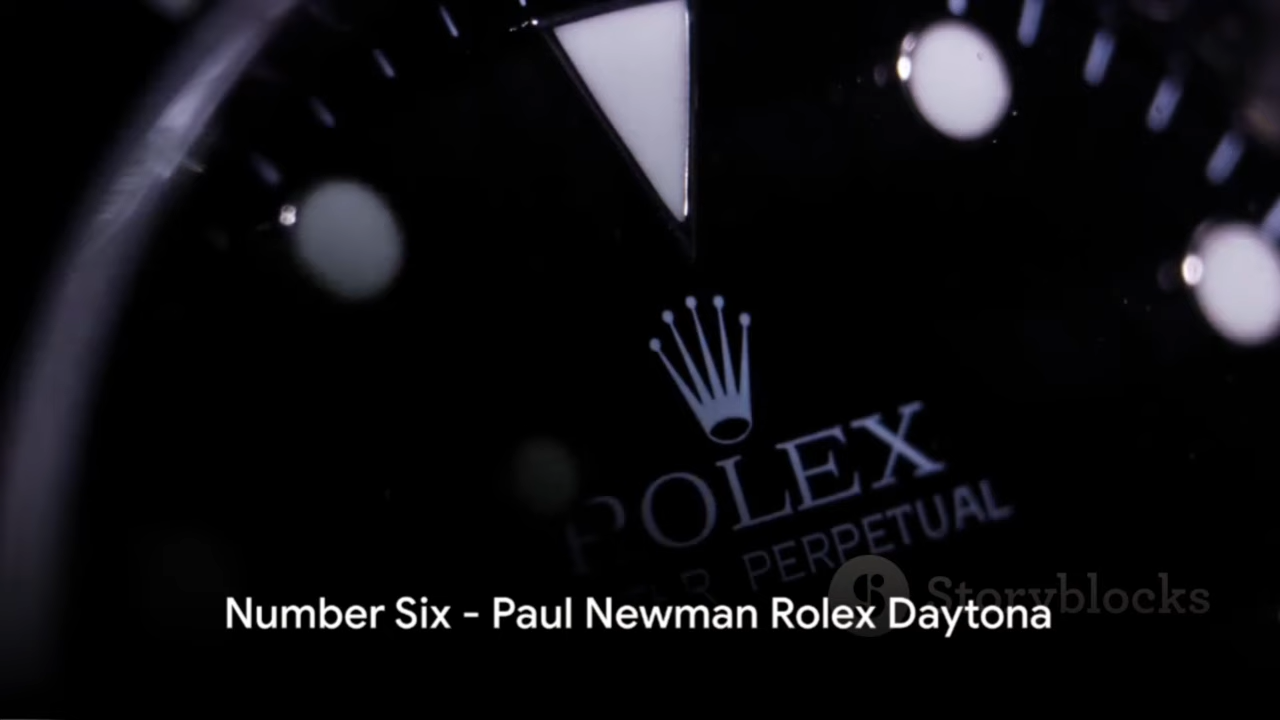 ROLEX
PERPETUAL
Storyblocks
Number Six - Paul Newman Rolex Daytona